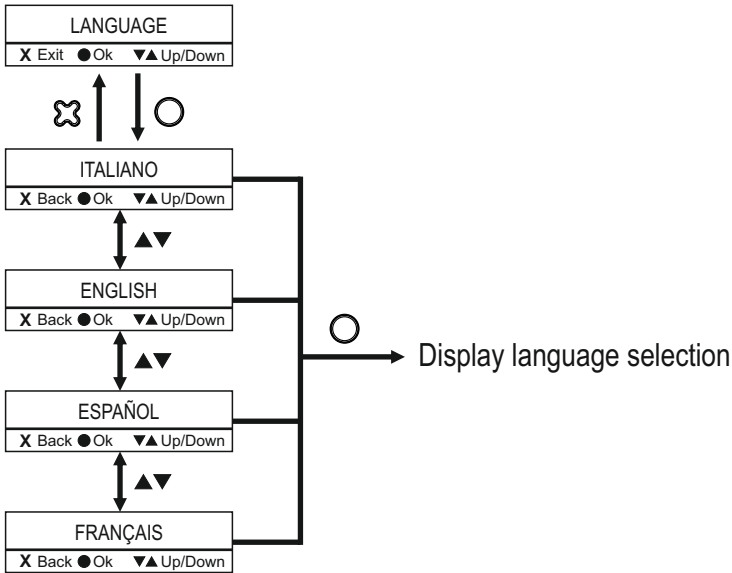 LANGUAGE
X Exit ●Ok ▼▲Up/Down
ITALIANO
X Back ●Ok ▼▲Up/Down
▲▼
ENGLISH
X Back ●Ok ▼▲Up/Down
▲▼
Display language selection
ESPAÑOL
X Back ●Ok ▼▲Up/Down
▲▼
FRANÇAIS
X Back ●Ok ▼▲Up/Down